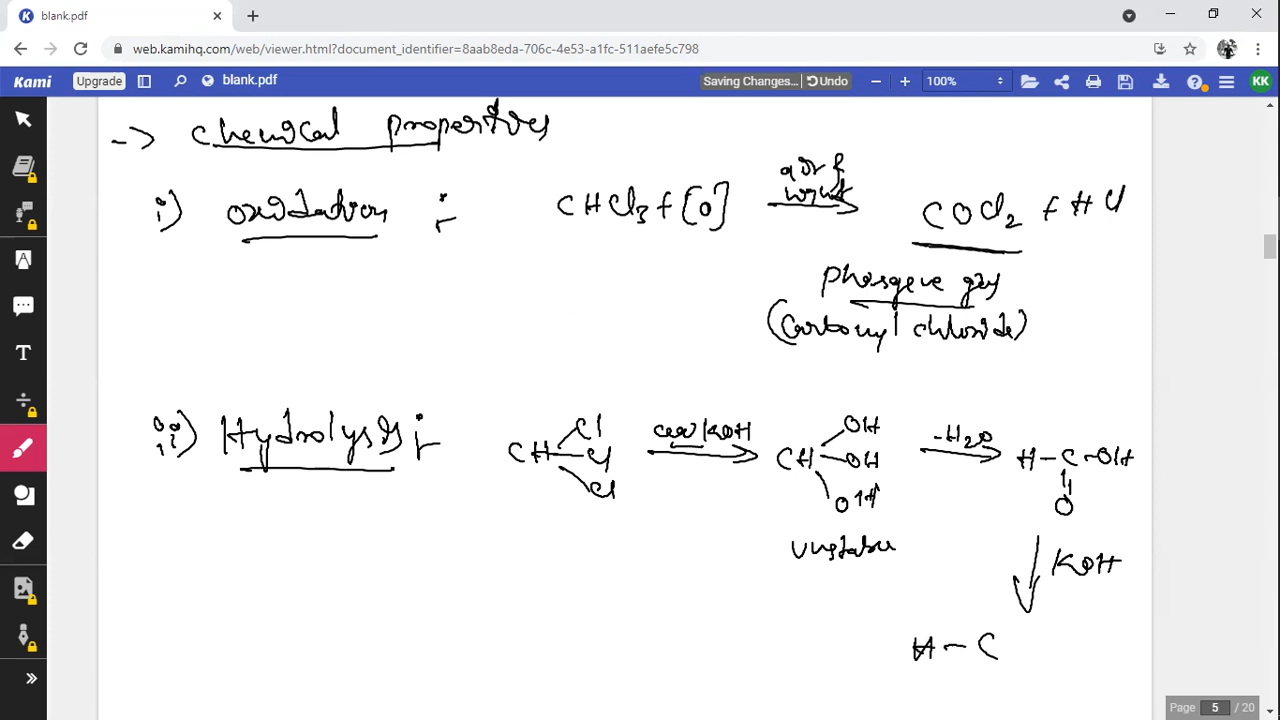 blank.pdf
web.kamihq.com/web/viewer.html?document_identifier=8aab8eda-706c-4e53-a1fc-511aefe5c798
Kami Upgrade blank.pdf Saving Changes... Undo 100% KK
-> chemical properties
i) oxidation :- CHCl3 + [O] air & light COCl2 + HCl
phosgene gas
(Carbonyl chloride)
ii) Hydrolysis :- CH Cl Cl Cl KOH CH OH OH OH -H2O H-C-OH
O
unstable
KOH
H-C
Page 5 / 20